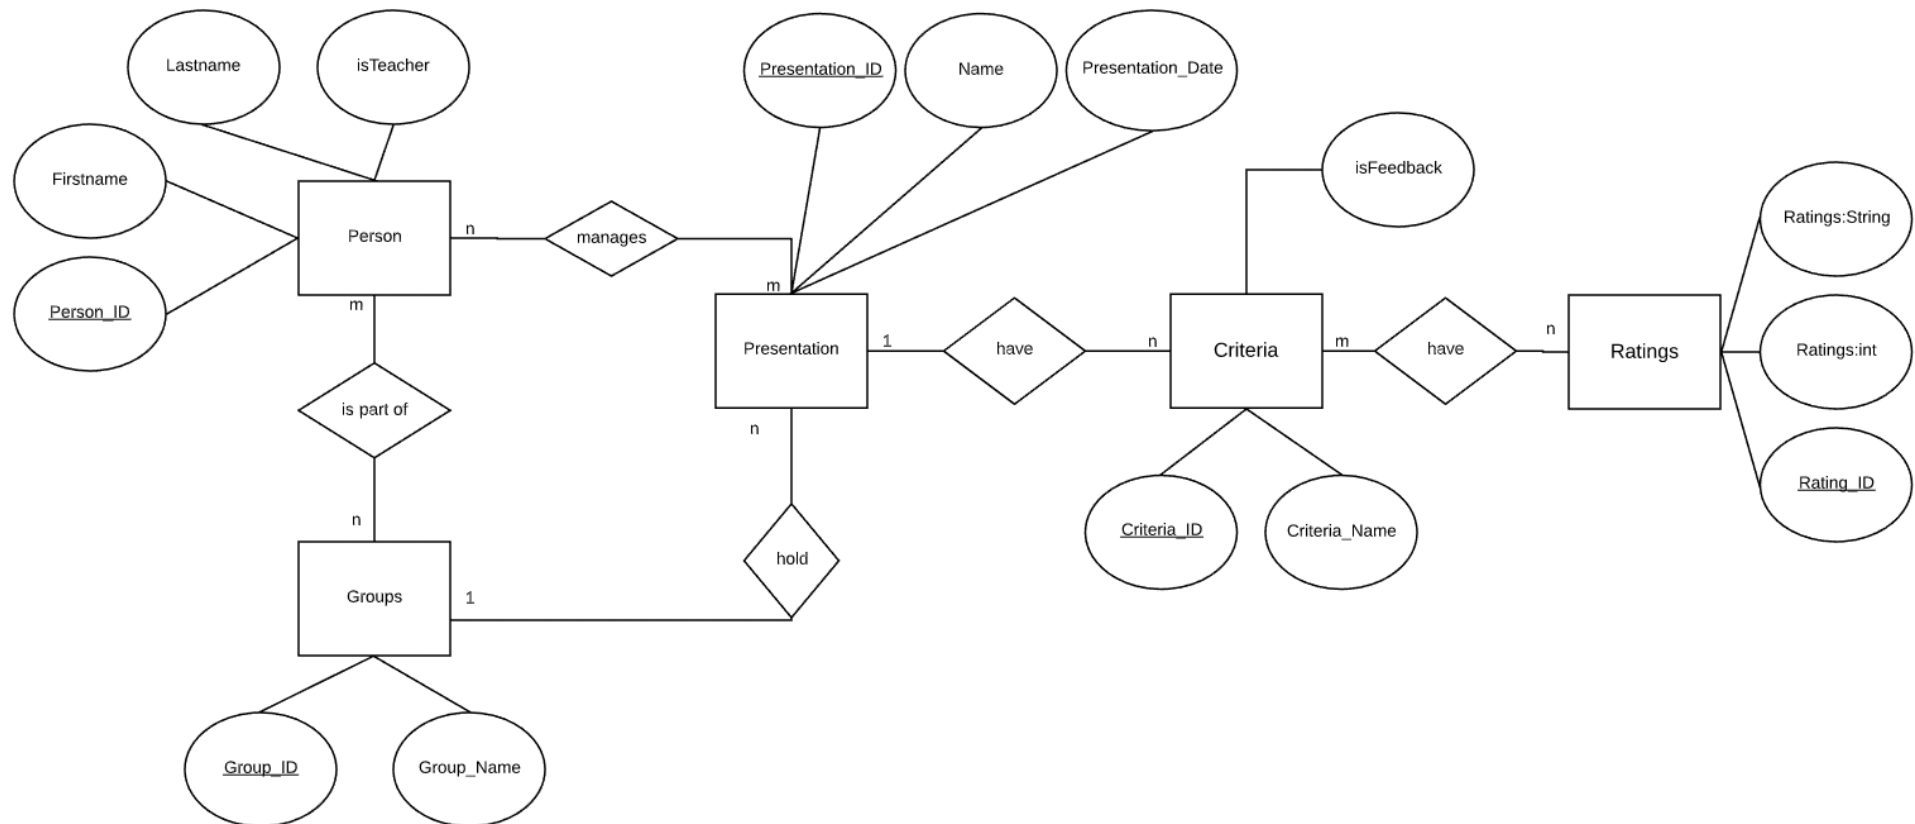 Lastname
isTeacher
Presentation_ID
Name
Presentation_Date
Firstname
isFeedback
Ratings:String
Person
n
manages
m
Person_ID
m
Presentation
1
have
n
Criteria
m
have
n
Ratings
Ratings:int
is part of
n
hold
Criteria_ID
Criteria_Name
Rating_ID
n
Groups
1
Group_ID
Group_Name